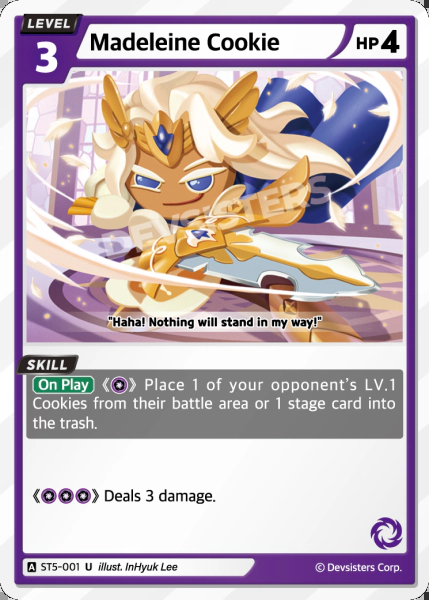 LEVEL
3
Madeleine Cookie
HP 4
DEVSISTERS
"Haha! Nothing will stand in my way!"
SKILL
On Play 《 》 Place 1 of your opponent's LV.1
Cookies from their battle area or 1 stage card into
the trash.
《 》 Deals 3 damage.
A ST5-001 U illust. InHyuk Lee
© Devsisters Corp.